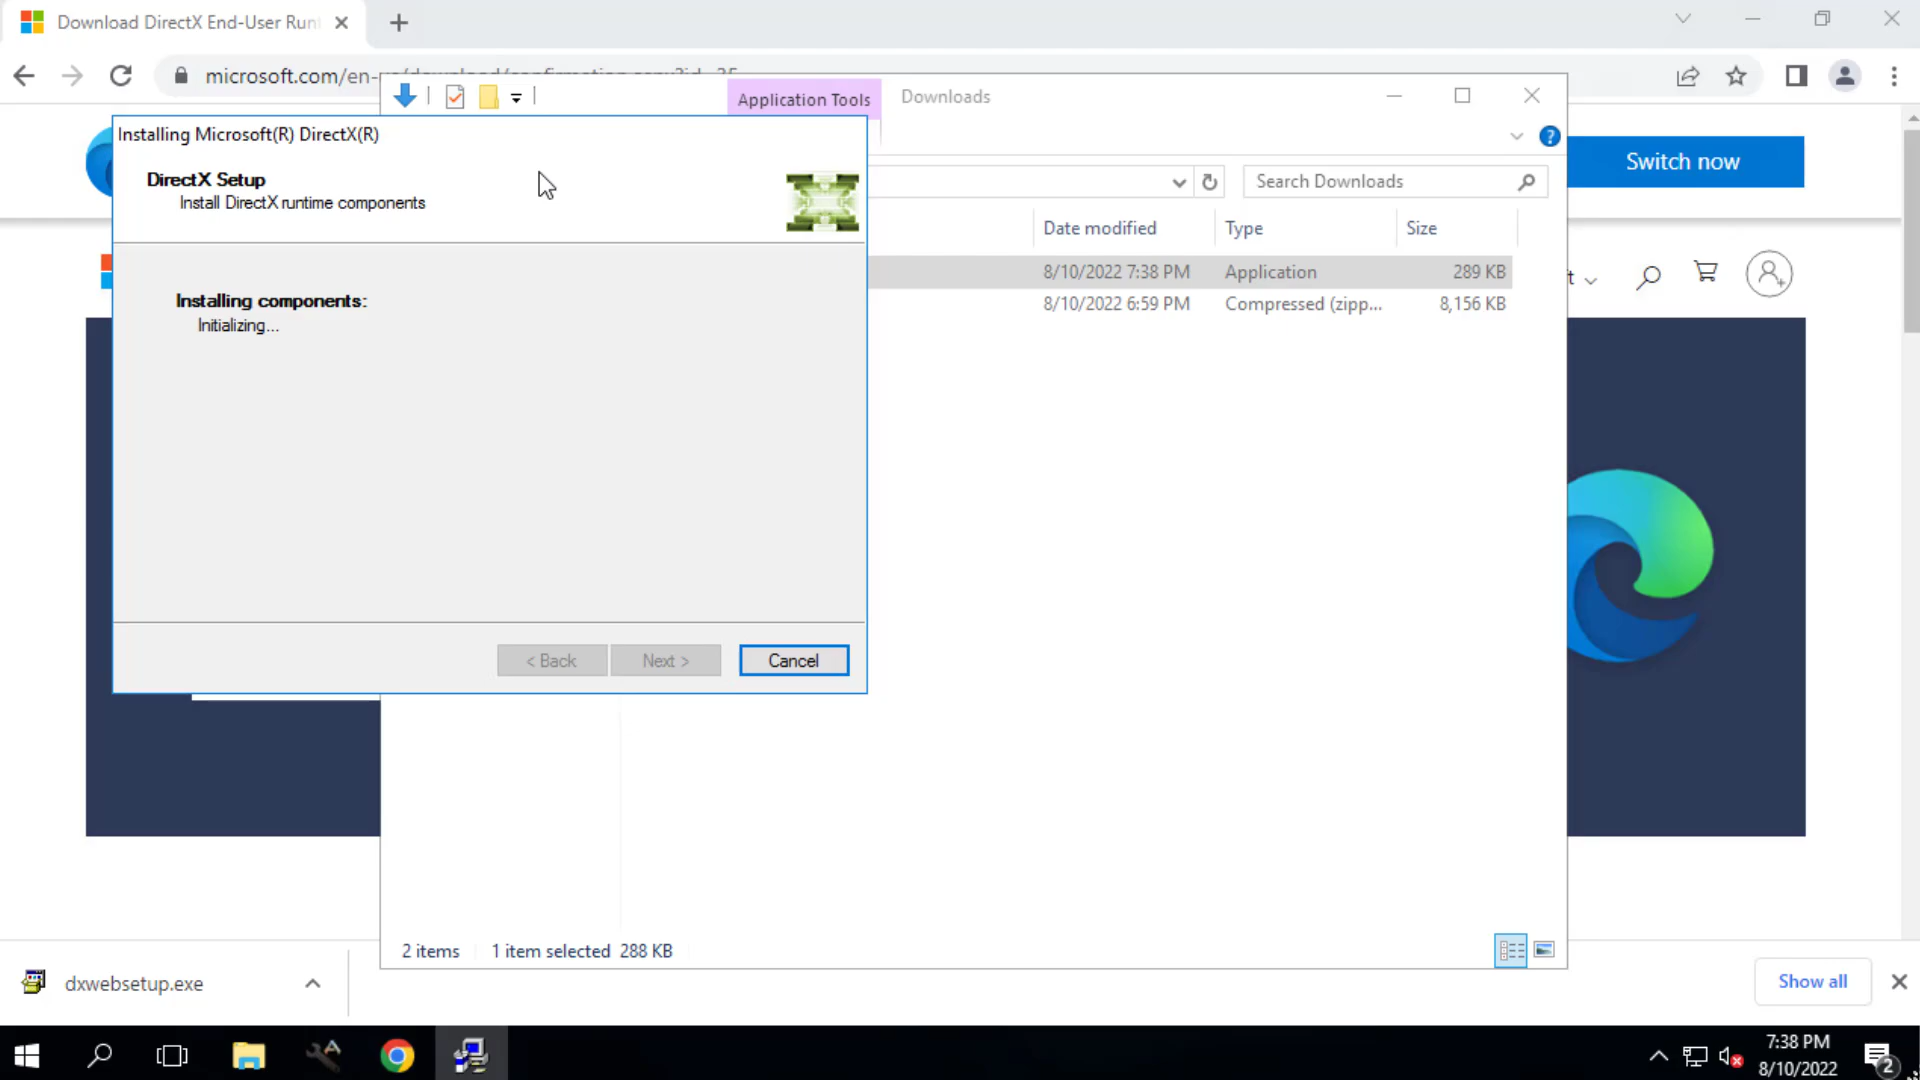 Download DirectX End-User Run
microsoft.com/en-
Application Tools
Downloads
Installing Microsoft(R) DirectX(R)
DirectX Setup
Install DirectX runtime components
Switch now
Search Downloads
Date modified Type Size
8/10/2022 7:38 PM Application 289 KB
8/10/2022 6:59 PM Compressed (zipp... 8,156 KB
Installing components:
Initializing...
< Back Next > Cancel
2 items 1 item selected 288 KB
dxwebsetup.exe
Show all
7:38 PM
8/10/2022
2